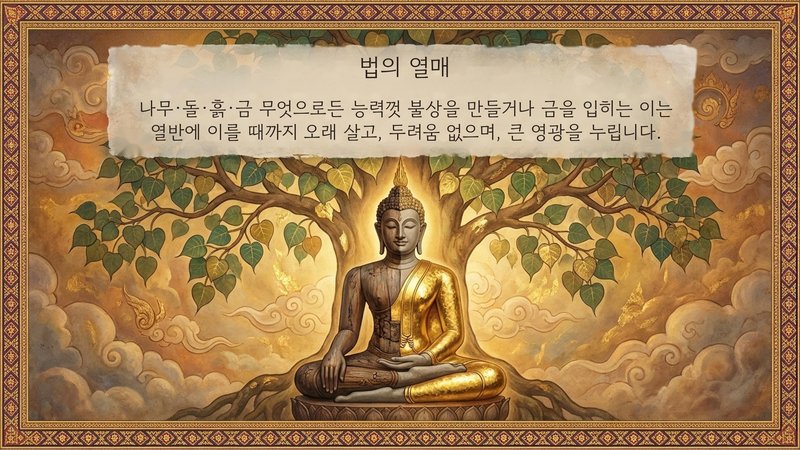 법의 열매
나무·돌·흙·금 무엇으로든 능력껏 불상을 만들거나 금을 입히는 이는
열반에 이를 때까지 오래 살고, 두려움 없으며, 큰 영광을 누립니다.